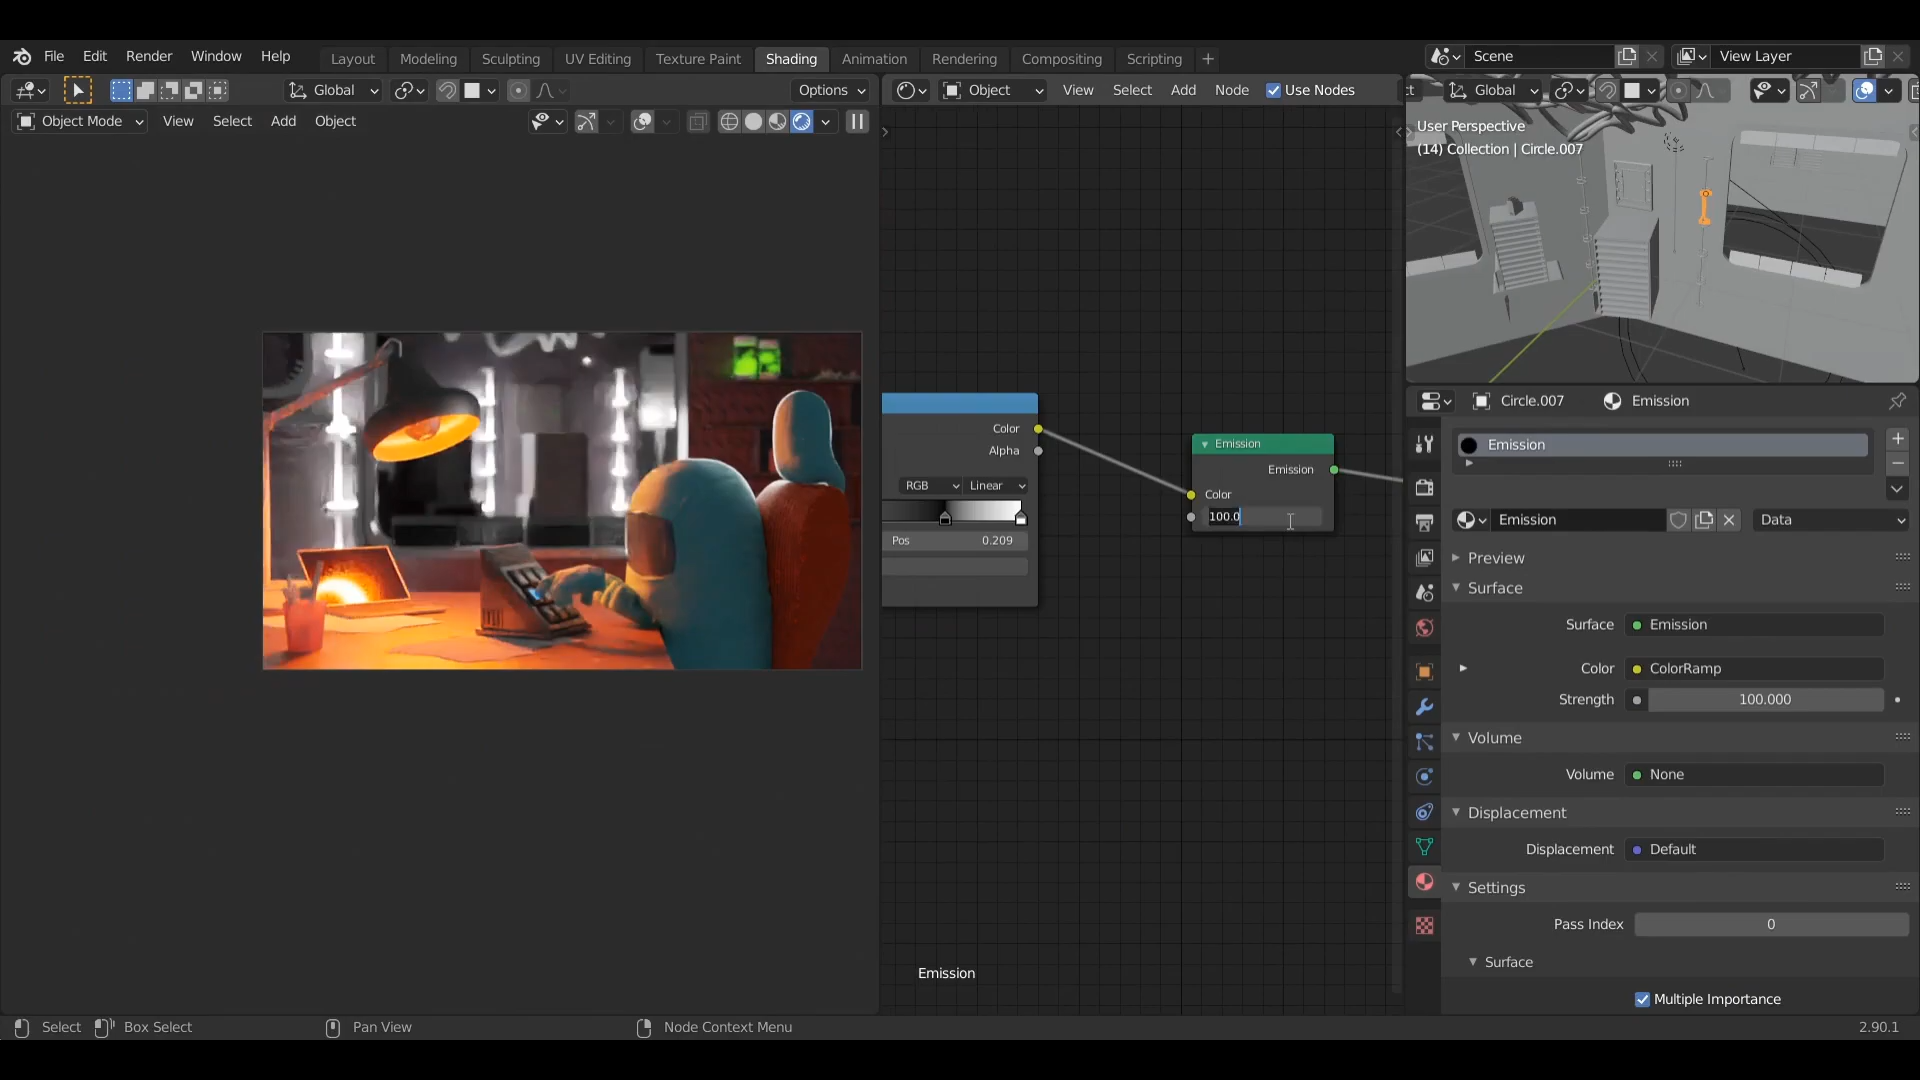 File Edit Render Window Help Layout Modeling Sculpting UV Editing Texture Paint Shading Animation Rendering Compositing Scripting + Scene View Layer
Global Options
Object Mode View Select Add Object
Object View Select Add Node Use Nodes ct
Global
User Perspective
(14) Collection | Circle.007
Color
Alpha
RGB Linear
Pos 0.209
Emission
Emission
Color
100.0
Emission
Circle.007 Emission
Emission
Emission Data
Preview
Surface
Surface Emission
Color ColorRamp
Strength 100.000
Volume
Volume None
Displacement
Displacement Default
Settings
Pass Index 0
Surface
Multiple Importance
Select Box Select Pan View Node Context Menu 2.90.1